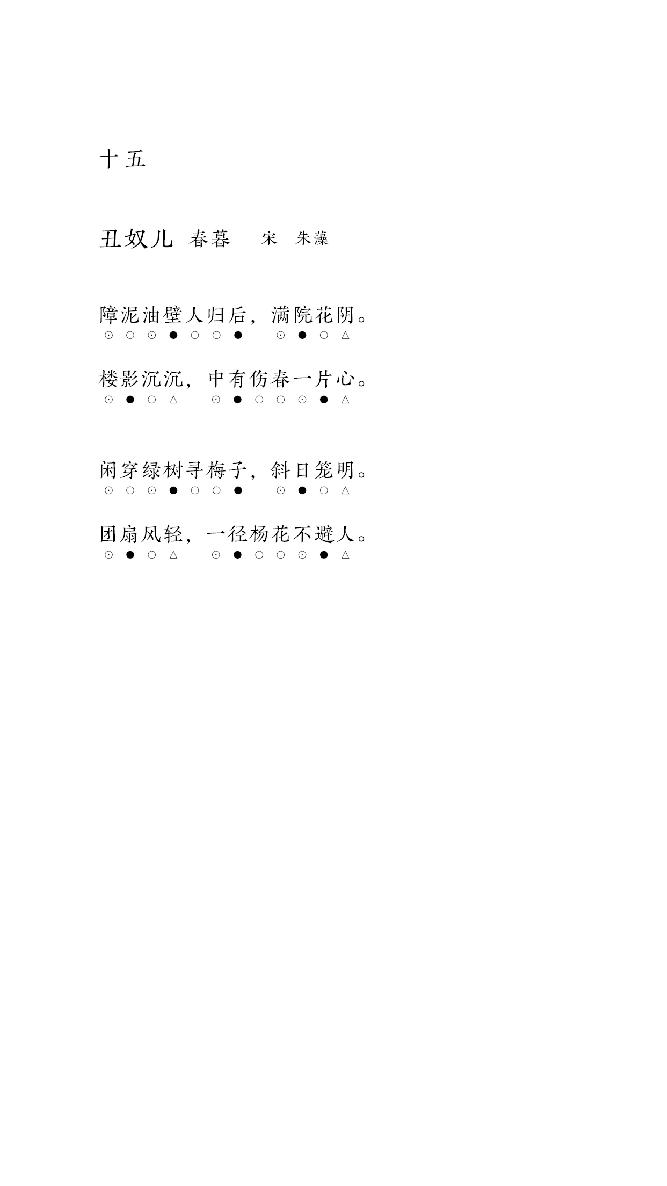 十五
丑奴儿 春暮 宋 朱藻
障泥油壁人归后，满院花阴。
⊙○⊙●○○● ⊙●○△
楼影沉沉，中有伤春一片心。
⊙●○△ ⊙●○○⊙●△
闲穿绿树寻梅子，斜日笼明。
⊙○⊙●○○● ⊙●○△
团扇风轻，一径杨花不避人。
⊙●○△ ⊙●○○⊙●△